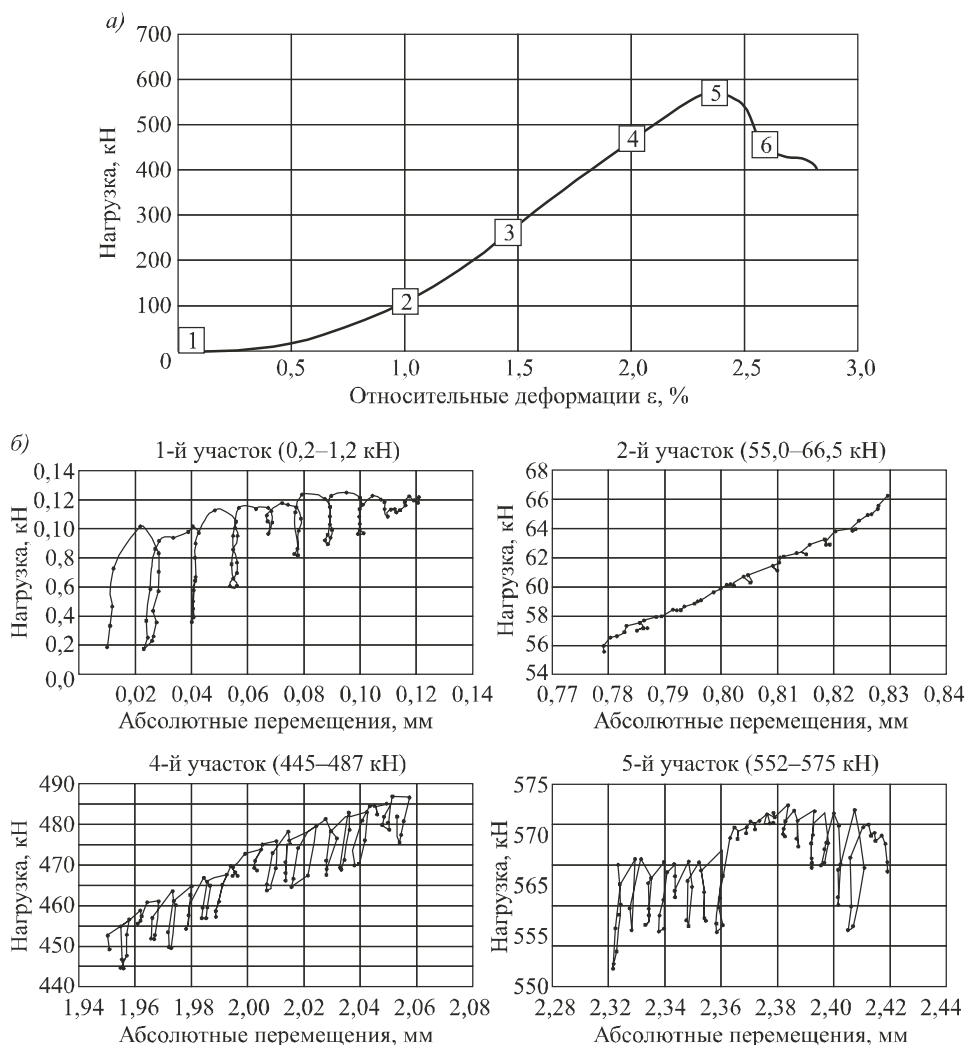 а)
Нагрузка, кН
700
600
500
400
300
200
100
0
1
2
3
4
5
6
0,5 1,0 1,5 2,0 2,5 3,0
Относительные деформации ε, %
б)
1-й участок (0,2–1,2 кН)
Нагрузка, кН
0,14
0,12
0,10
0,8
0,6
0,4
0,2
0,0
0,02 0,04 0,06 0,08 0,10 0,12 0,14
Абсолютные перемещения, мм
2-й участок (55,0–66,5 кН)
Нагрузка, кН
68
66
64
62
60
58
56
54
0,77 0,78 0,79 0,80 0,81 0,82 0,83 0,84
Абсолютные перемещения, мм
4-й участок (445–487 кН)
Нагрузка, кН
490
480
470
460
450
440
1,94 1,96 1,98 2,00 2,02 2,04 2,06 2,08
Абсолютные перемещения, мм
5-й участок (552–575 кН)
Нагрузка, кН
575
570
565
555
550
2,28 2,32 2,34 2,36 2,38 2,40 2,42 2,44
Абсолютные перемещения, мм